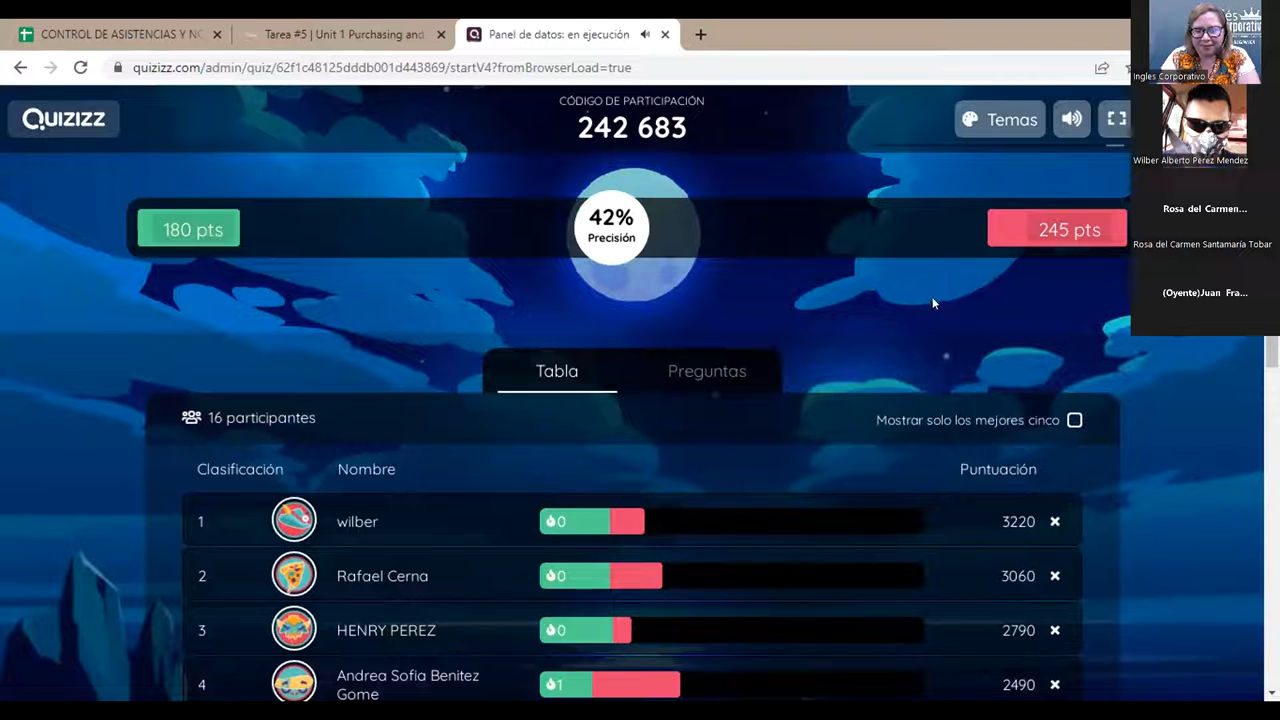 CONTROL DE ASISTENCIAS Y NO
Tarea #5 | Unit 1 Purchasing and
Panel de datos: en ejecución
quizizz.com/admin/quiz/62f1c48125dddb001d443869/startV4?fromBrowserLoad=true
Ingles Corporativo
Wilber Alberto Perez Mendez
Rosa del Carmen...
Rosa del Carmen Santamaría Tobar
(Oyente)Juan Fra...
QUIZIZZ
CÓDIGO DE PARTICIPACIÓN
242 683
Temas
180 pts
42%
Precisión
245 pts
Tabla
Preguntas
16 participantes
Mostrar solo los mejores cinco
Clasificación Nombre Puntuación
1 wilber 0 3220
2 Rafael Cerna 0 3060
3 HENRY PEREZ 0 2790
4 Andrea Sofia Benitez Gome 1 2490